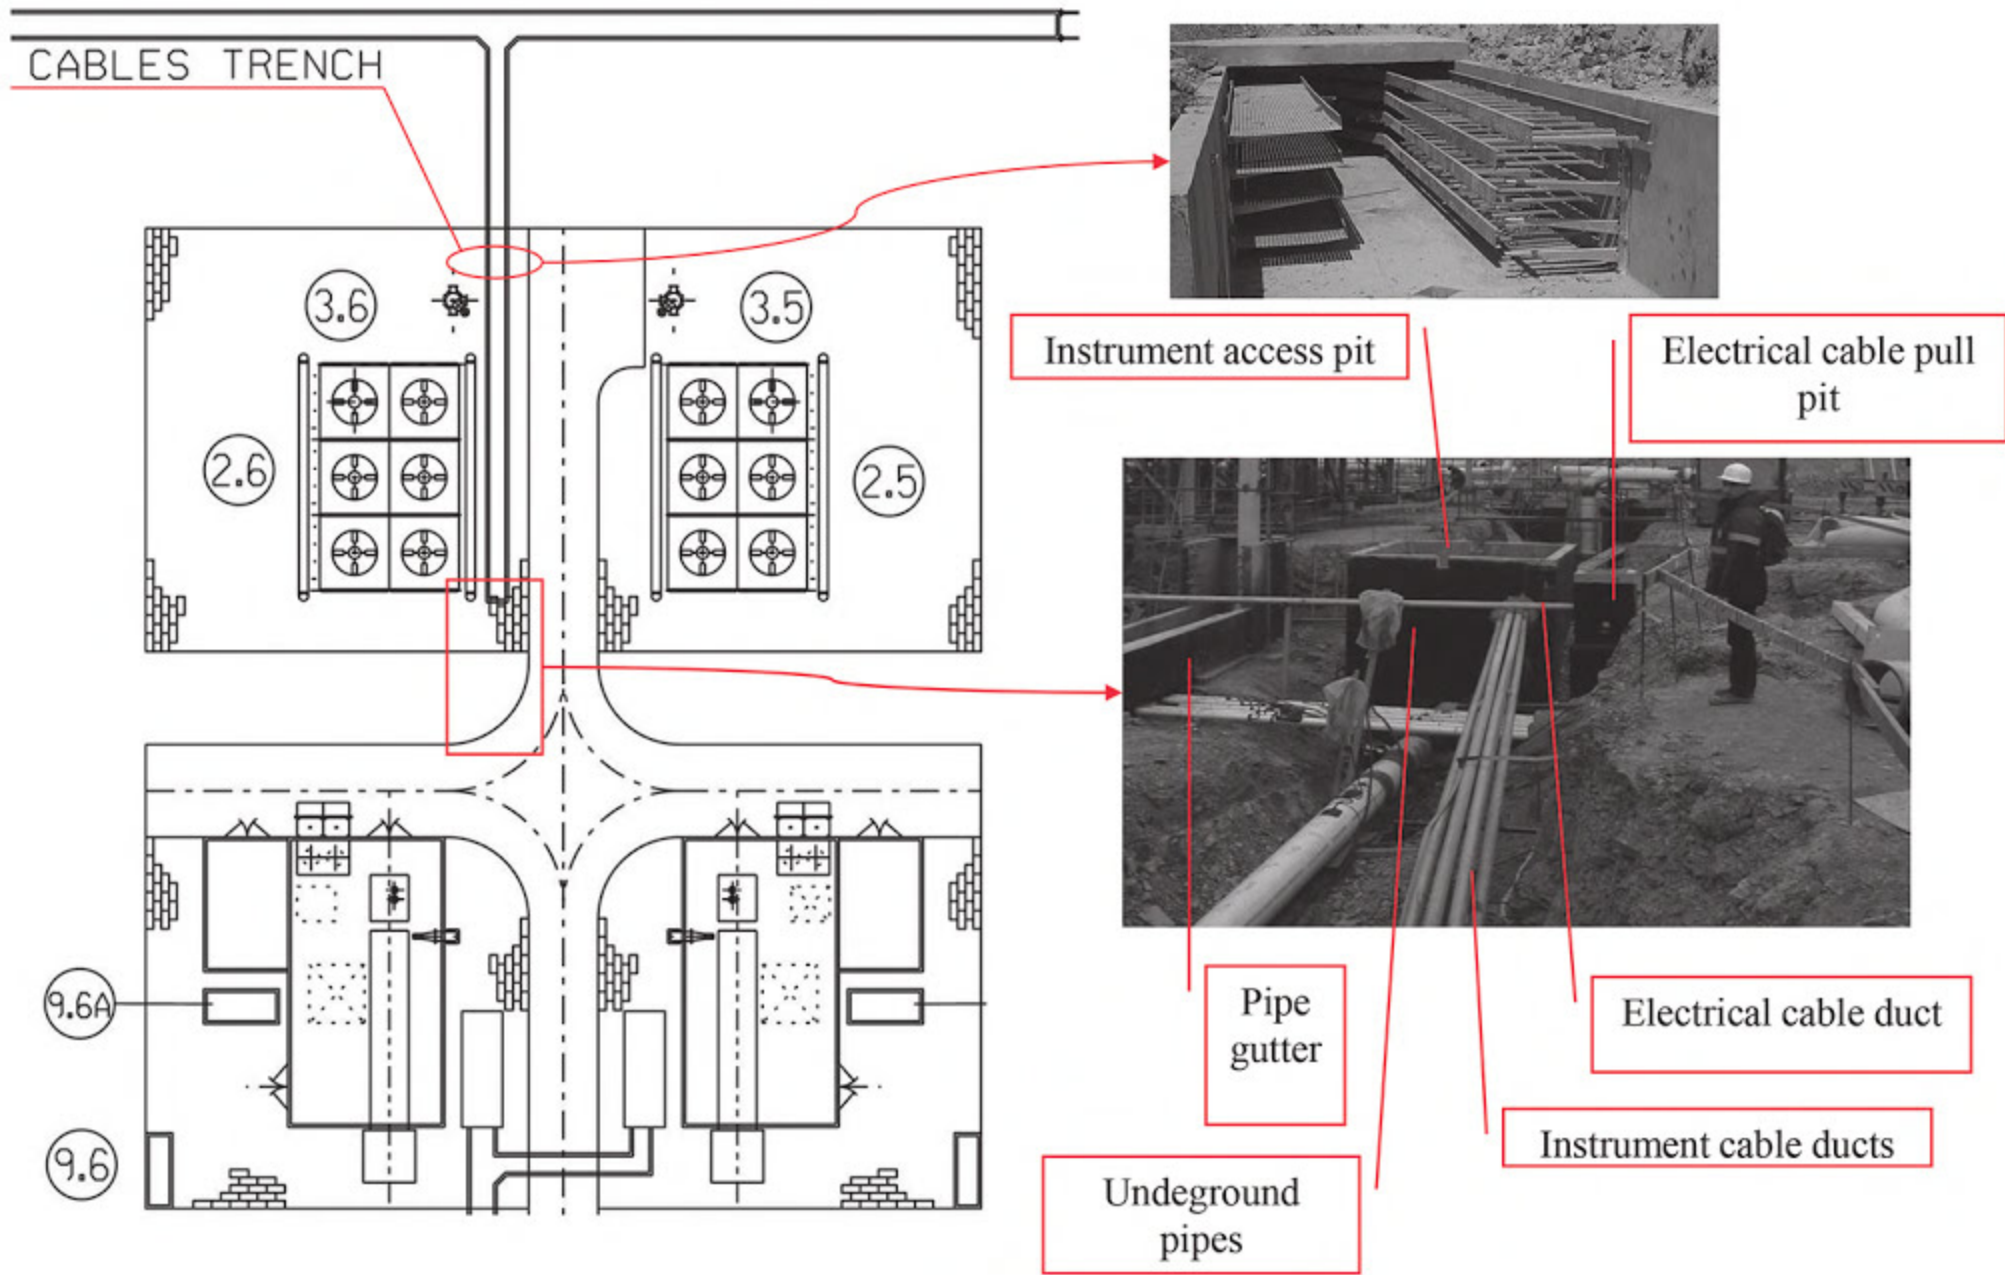 CABLES TRENCH
3.6
3.5
2.6
2.5
9.6A
9.6
Instrument access pit
Electrical cable pull
pit
Pipe
gutter
Electrical cable duct
Instrument cable ducts
Undeground
pipes